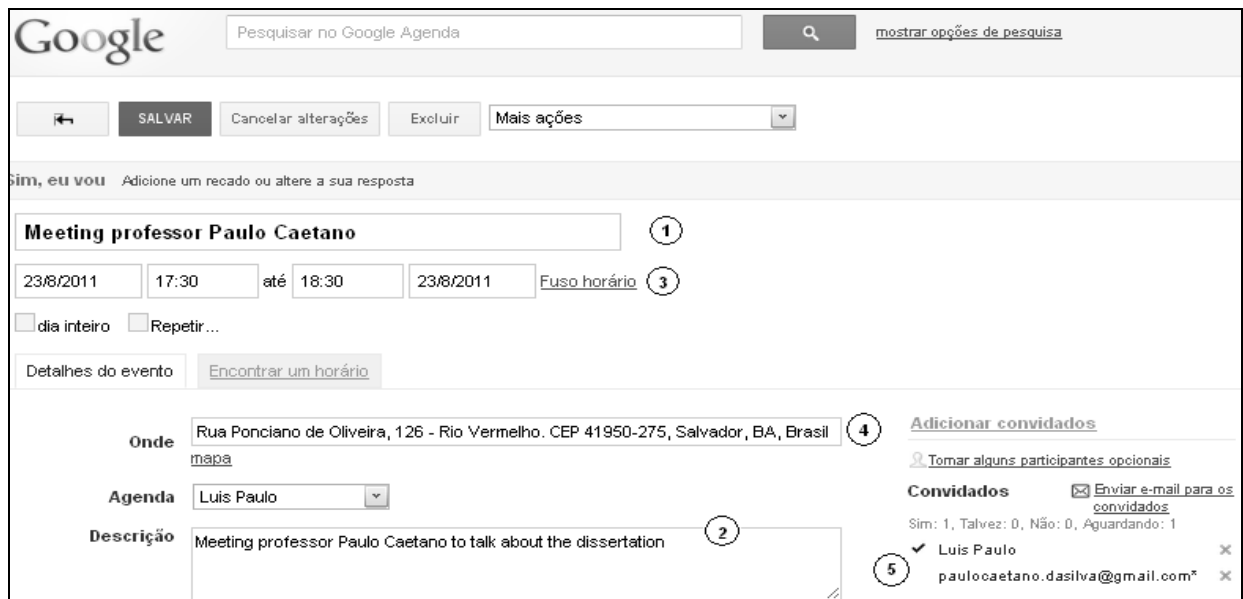 Google Pesquisar no Google Agenda mostrar opções de pesquisa
SALVAR Cancelar alterações Excluir Mais ações
Sim, eu vou Adicione um recado ou altere a sua resposta
Meeting professor Paulo Caetano 1
23/8/2011 17:30 até 18:30 23/8/2011 Fuso horário 3
dia inteiro Repetir...
Detalhes do evento Encontrar um horário
Onde Rua Ponciano de Oliveira, 126 - Rio Vermelho. CEP 41950-275, Salvador, BA, Brasil 4
mapa
Agenda Luis Paulo
Descrição Meeting professor Paulo Caetano to talk about the dissertation 2
Adicionar convidados
Tornar alguns participantes opcionais
Convidados Enviar e-mail para os
convidados
Sim: 1, Talvez: 0, Não: 0, Aguardando: 1
Luis Paulo
5 paulocaetano.dasilva@gmail.com*